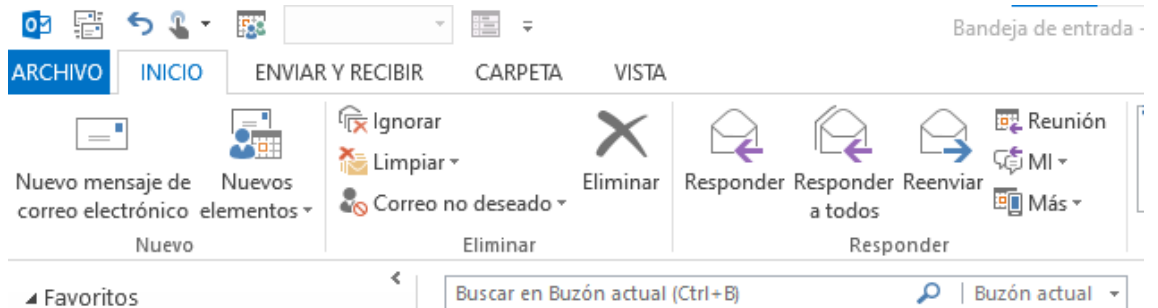 Bandeja de entrada -
ARCHIVO INICIO ENVIAR Y RECIBIR CARPETA VISTA
Nuevo mensaje de
correo electrónico
Nuevos
elementos
Nuevo
Ignorar
Limpiar
Correo no deseado
Eliminar
Eliminar
Responder
Responder
a todos
Reenviar
Reunión
MI
Más
Responder
Favoritos
Buscar en Buzón actual (Ctrl+B)
Buzón actual